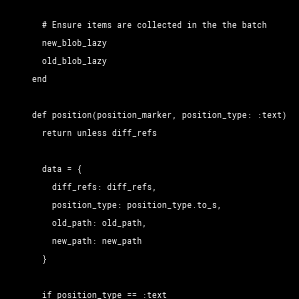 # Ensure items are collected in the the batch
new_blob_lazy
old_blob_lazy
end
def position(position_marker, position_type: :text)
return unless diff_refs
data = {
diff_refs: diff_refs,
position_type: position_type.to_s,
old_path: old_path,
new_path: new_path
}
if position_type == :text